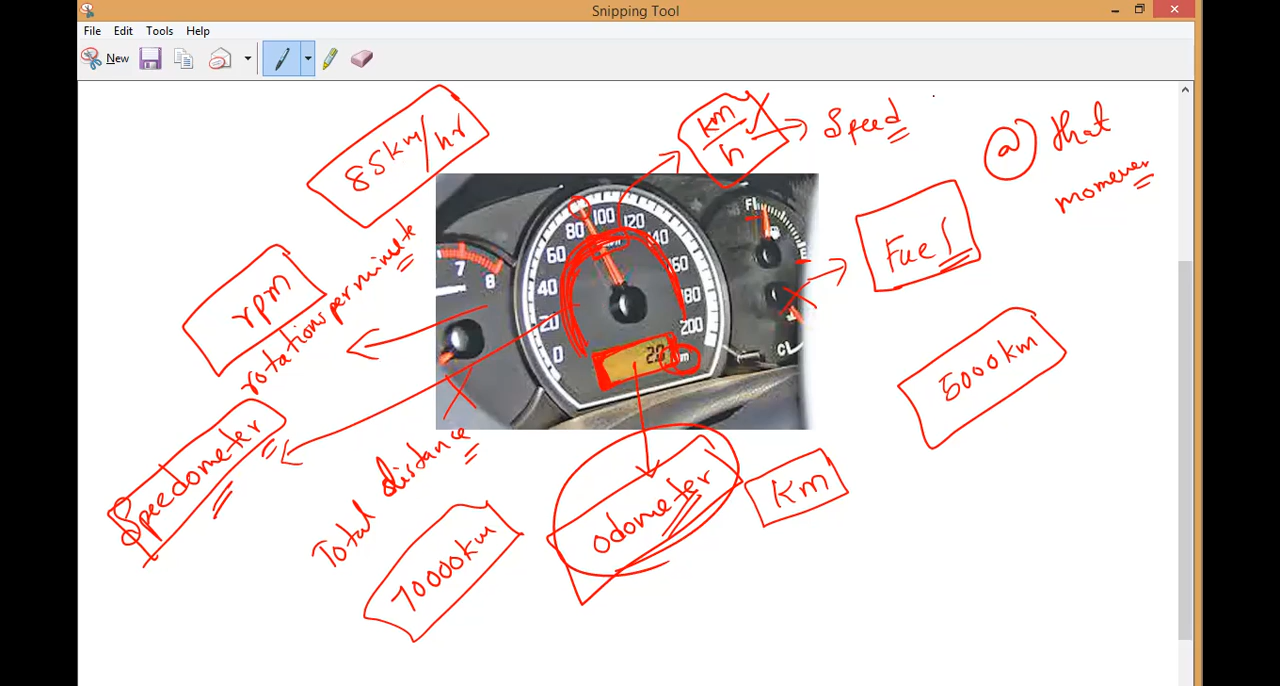 Snipping Tool
File Edit Tools Help
New
85km/hr
km/h
Speed
@ that
moment
rpm
rotations per minute
Fuel
5000km
Speedometer
Total distance
70000km
odometer
Km
7
8
0
20
40
60
80
100
120
140
160
180
200
2.0
F